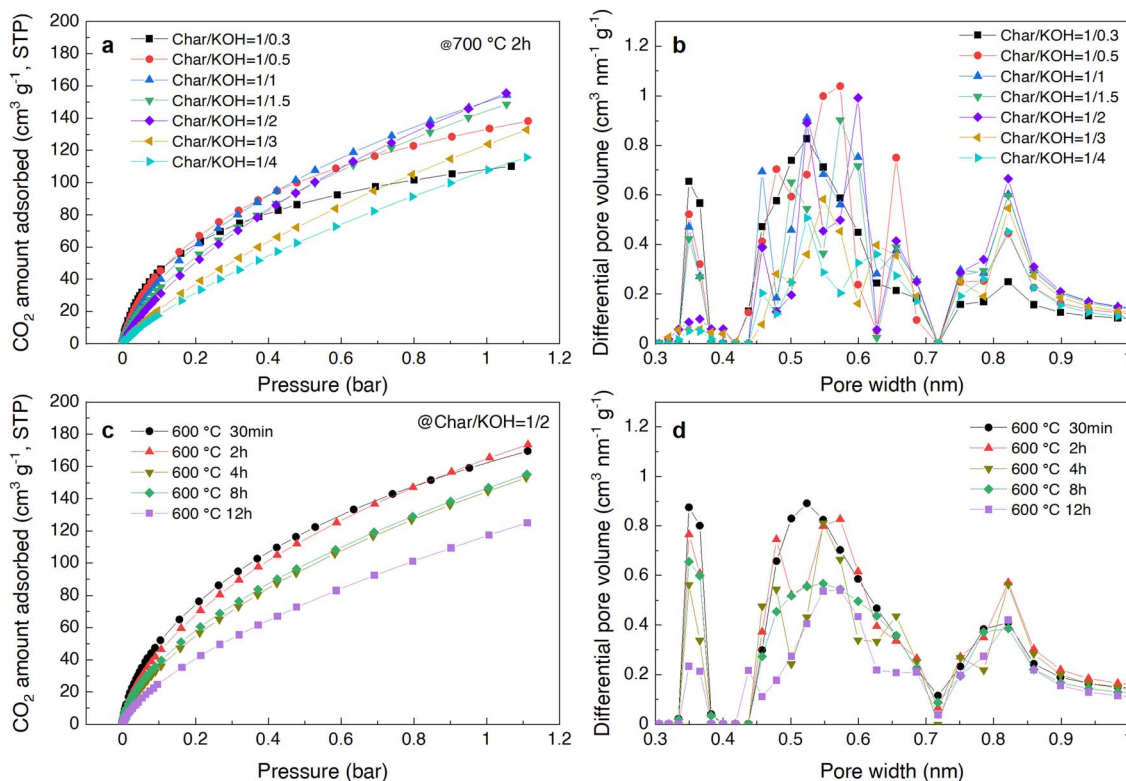 a
@700 °C 2h
Char/KOH=1/0.3
Char/KOH=1/0.5
Char/KOH=1/1
Char/KOH=1/1.5
Char/KOH=1/2
Char/KOH=1/3
Char/KOH=1/4
CO₂ amount adsorbed (cm³ g⁻¹, STP)
200
180
160
140
120
100
80
60
40
20
0
0.0 0.2 0.4 0.6 0.8 1.0 1.2
Pressure (bar)
b
Char/KOH=1/0.3
Char/KOH=1/0.5
Char/KOH=1/1
Char/KOH=1/1.5
Char/KOH=1/2
Char/KOH=1/3
Char/KOH=1/4
Differential pore volume (cm³ nm⁻¹ g⁻¹)
1.2
1
0.8
0.6
0.4
0.2
0
0.3 0.4 0.5 0.6 0.7 0.8 0.9 1
Pore width (nm)
c
@Char/KOH=1/2
600 °C 30min
600 °C 2h
600 °C 4h
600 °C 8h
600 °C 12h
CO₂ amount adsorbed (cm³ g⁻¹, STP)
200
180
160
140
120
100
80
60
40
20
0
0.0 0.2 0.4 0.6 0.8 1.0 1.2
Pressure (bar)
d
600 °C 30min
600 °C 2h
600 °C 4h
600 °C 8h
600 °C 12h
Differential pore volume (cm³ nm⁻¹ g⁻¹)
1.2
1
0.8
0.6
0.4
0.2
0
0.3 0.4 0.5 0.6 0.7 0.8 0.9 1
Pore width (nm)